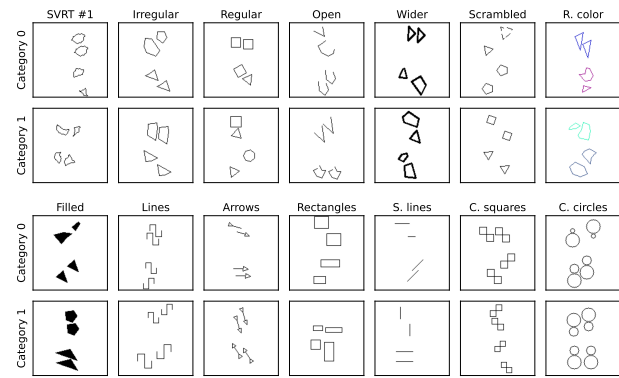 SVRT #1 Irregular Regular Open Wider Scrambled R. color
Category 0
Category 1
Filled Lines Arrows Rectangles S. lines C. squares C. circles
Category 0
Category 1